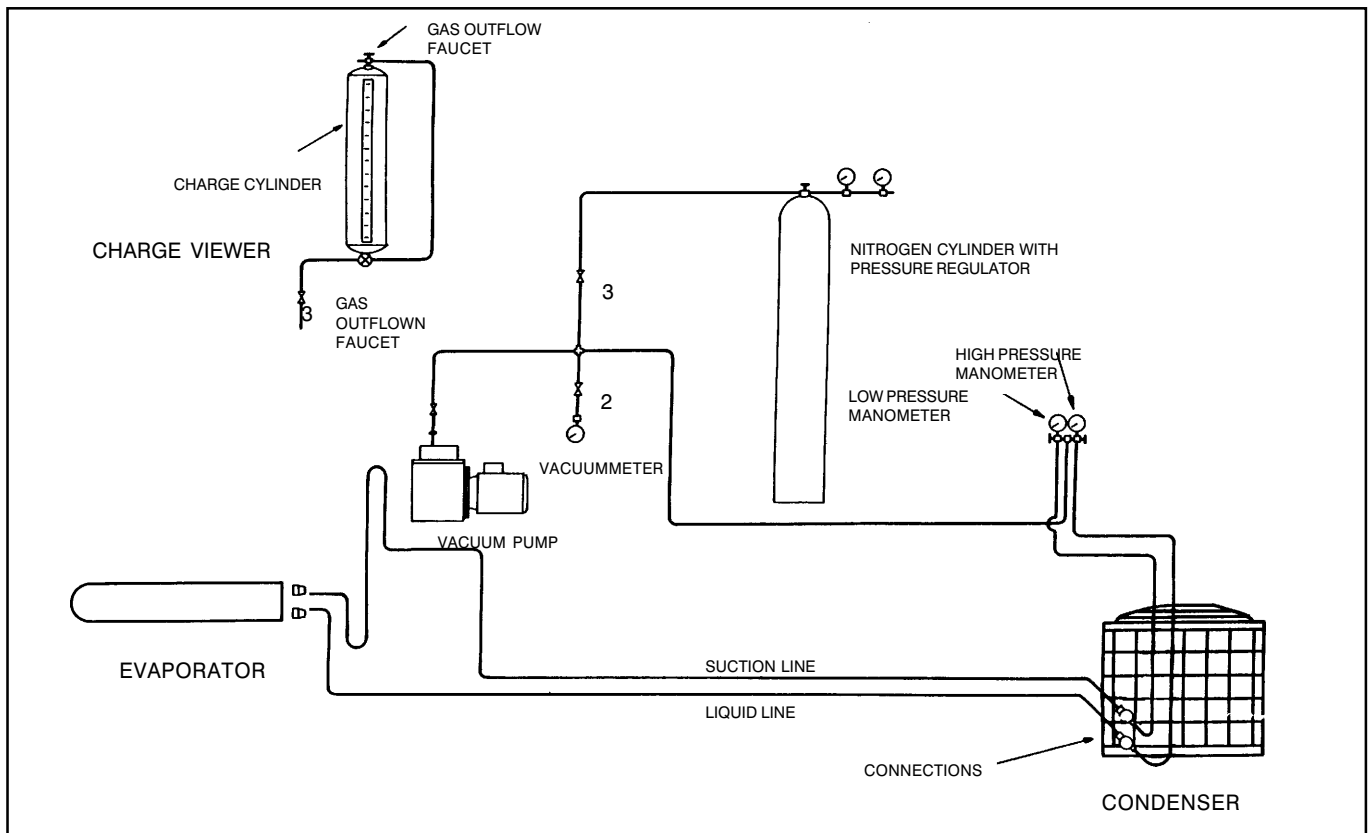 GAS OUTFLOW
FAUCET
CHARGE CYLINDER
CHARGE VIEWER
3
GAS
OUTFLOWN
FAUCET
3
NITROGEN CYLINDER WITH
PRESSURE REGULATOR
HIGH PRESSURE
MANOMETER
LOW PRESSURE
MANOMETER
2
VACUUMMETER
VACUUM PUMP
EVAPORATOR
SUCTION LINE
LIQUID LINE
CONNECTIONS
CONDENSER